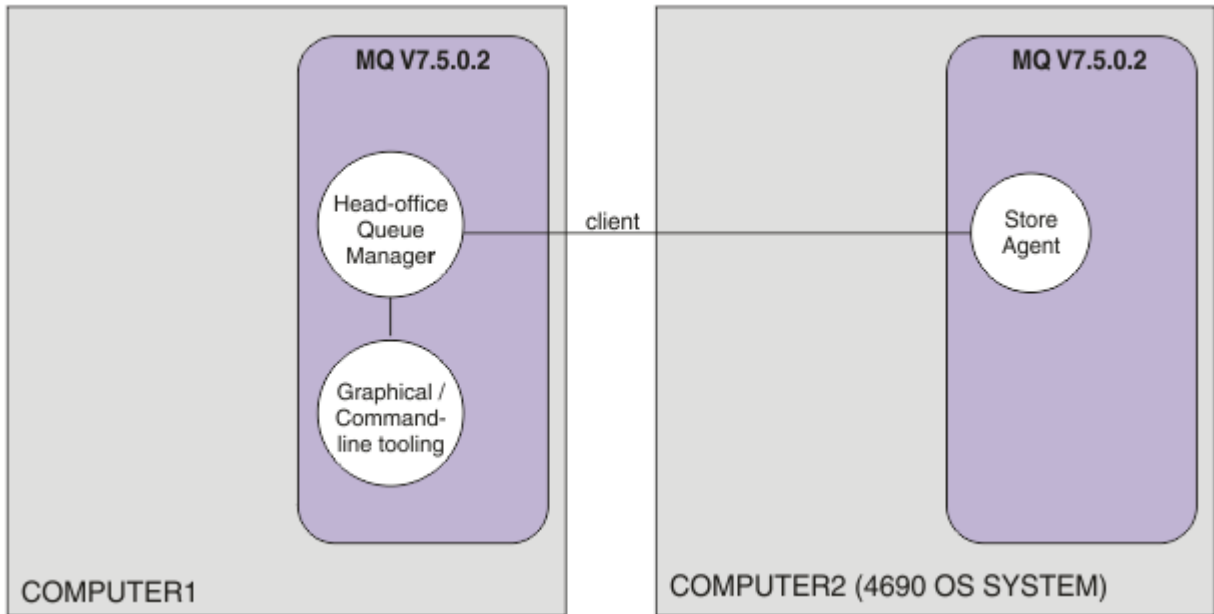 MQ V7.5.0.2
Head-office
Queue
Manager
Graphical /
Command-
line tooling
COMPUTER1
client
MQ V7.5.0.2
Store
Agent
COMPUTER2 (4690 OS SYSTEM)